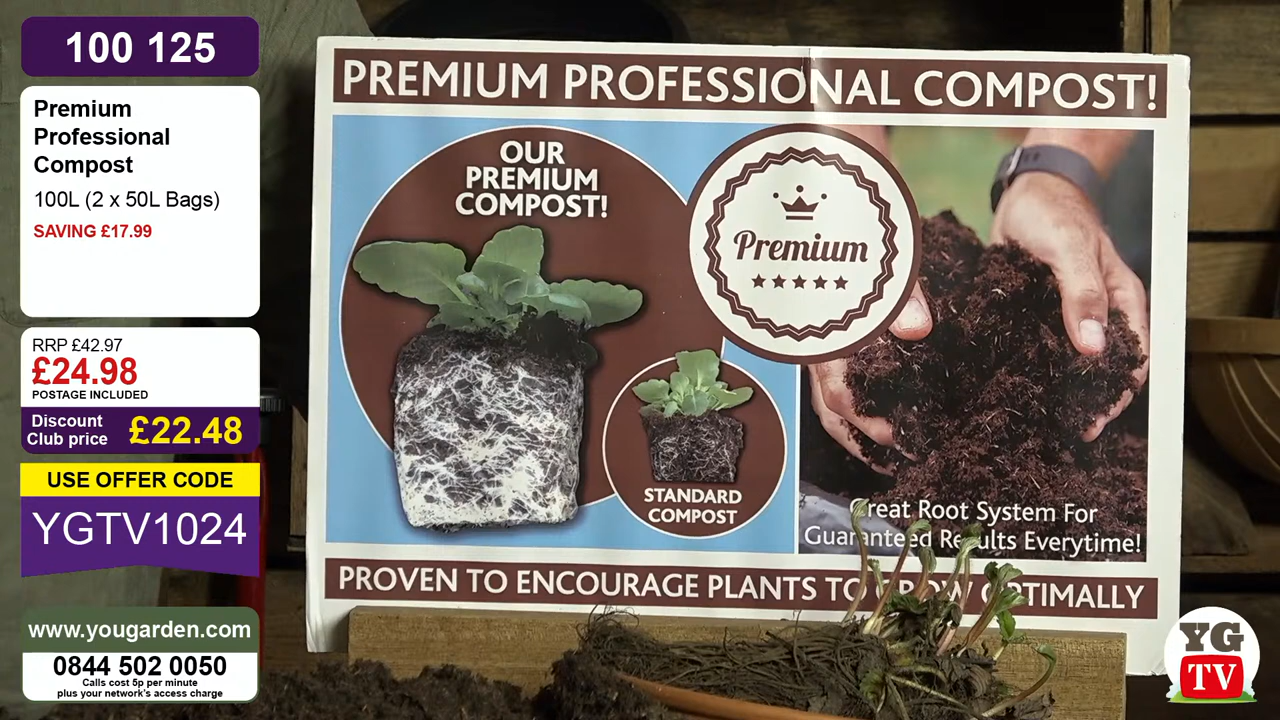 100 125
Premium
Professional
Compost
100L (2 x 50L Bags)
SAVING £17.99
RRP £42.97
£24.98
POSTAGE INCLUDED
Discount
Club price
£22.48
USE OFFER CODE
YGTV1024
www.yougarden.com
0844 502 0050
Calls cost 5p per minute
plus your network's access charge
PREMIUM PROFESSIONAL COMPOST!
OUR
PREMIUM
COMPOST!
Premium
STANDARD
COMPOST
Great Root System For
Guaranteed Results Everytime!
PROVEN TO ENCOURAGE PLANTS TO GROW OPTIMALLY
YG
TV